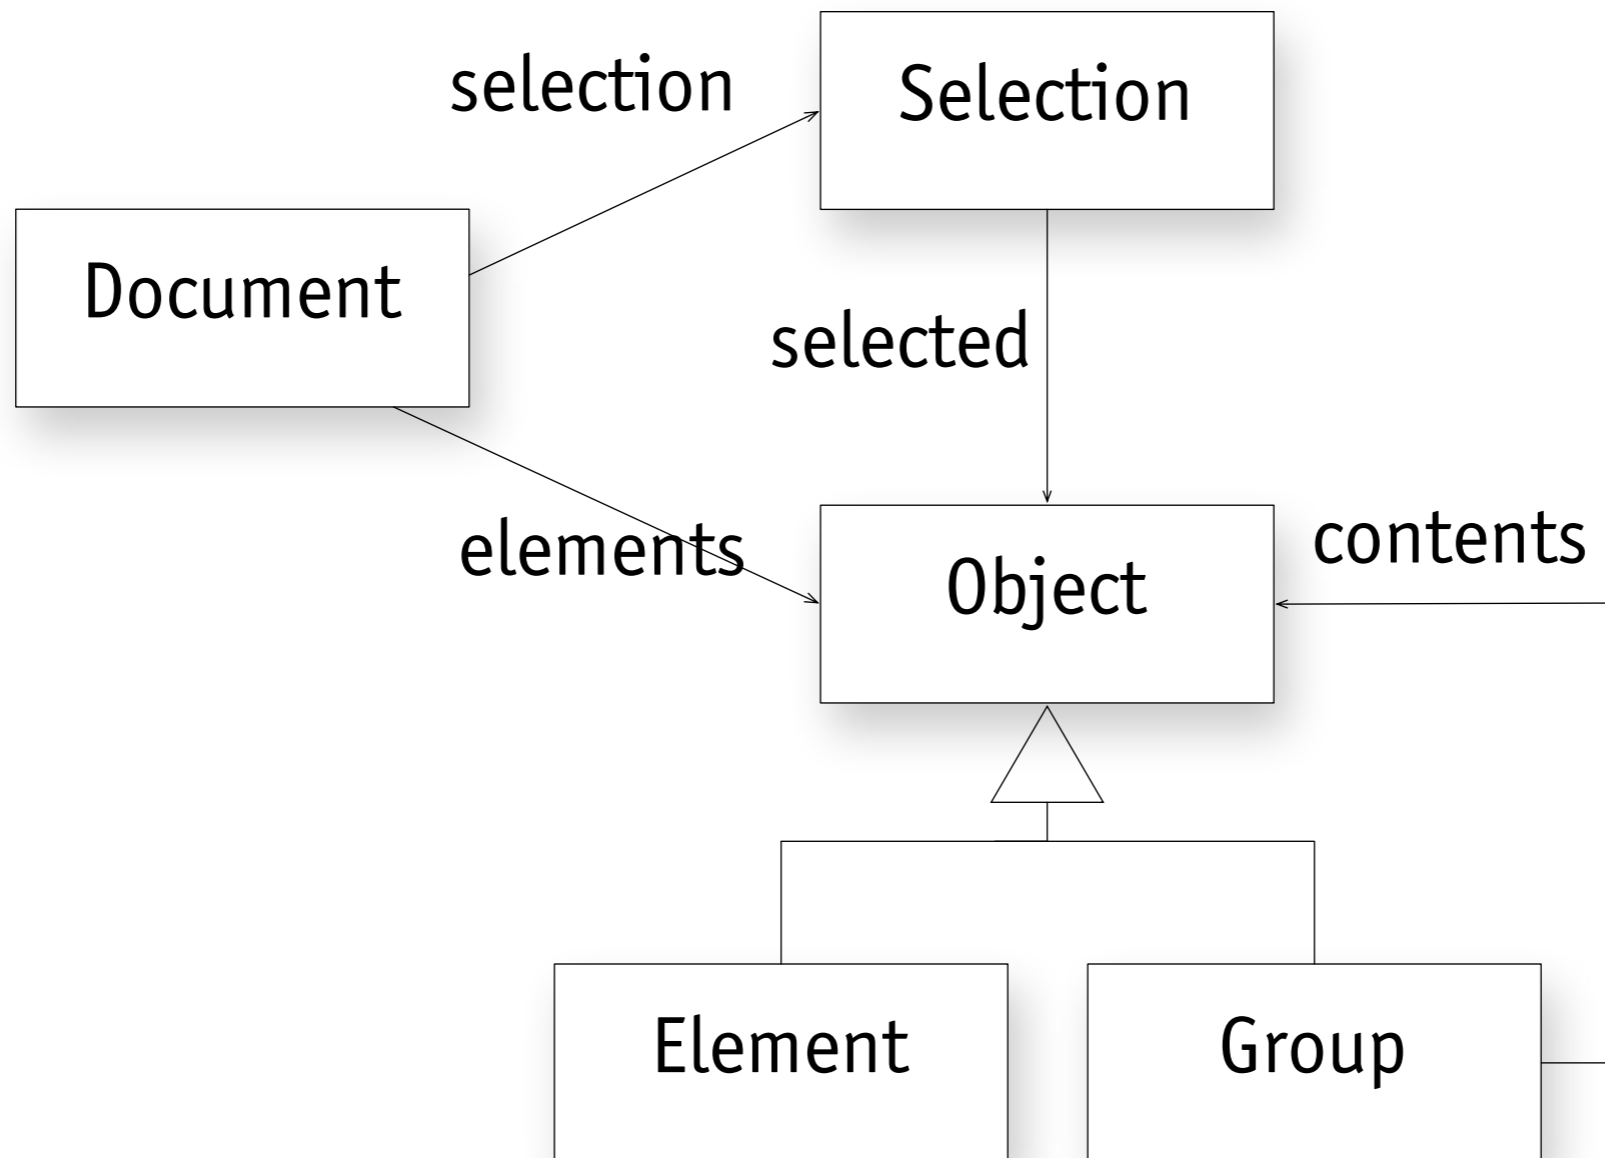 selection
Selection
Document
selected
elements
Object
contents
Element
Group